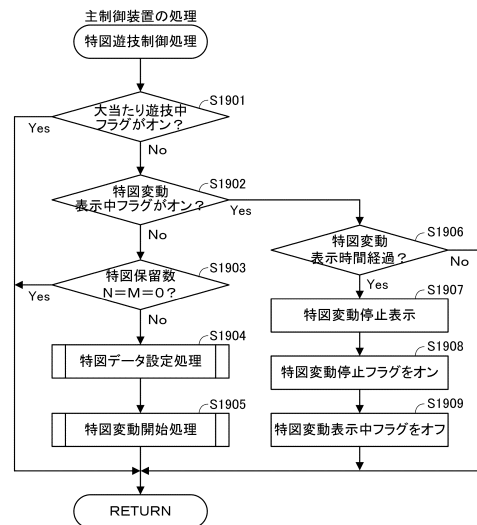 主制御装置の処理
特図遊技制御処理
S1901
大当たり遊技中
フラグがオン？
Yes
No
S1902
特図変動
表示中フラグがオン？
Yes
No
S1903
特図保留数
N＝M＝0？
Yes
No
S1904
特図データ設定処理
S1905
特図変動開始処理
S1906
特図変動
表示時間経過？
No
Yes
S1907
特図変動停止表示
S1908
特図変動停止フラグをオン
S1909
特図変動表示中フラグをオフ
RETURN